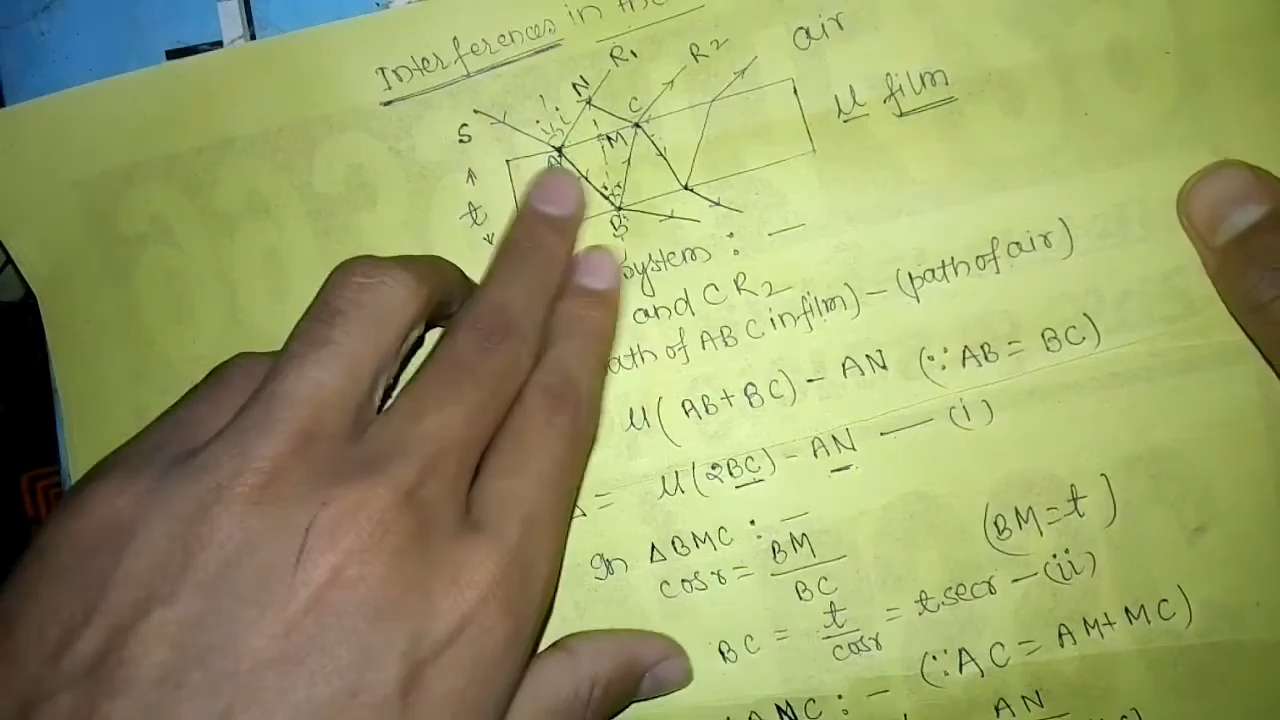 Interferences in
air
R1
R2
N
S
i
i
C
M
A
μ film
t
B
system : —
and CR2
ath of ABC in film) - (path of air)
μ(AB+BC) - AN (∵ AB = BC)
Δ = μ(2BC) - AN — (i)
In ΔBMC : —
cos r = BM / BC (BM = t)
BC = t / cos r = t sec r — (ii)
ANC : — (∵ AC = AM + MC)
AN